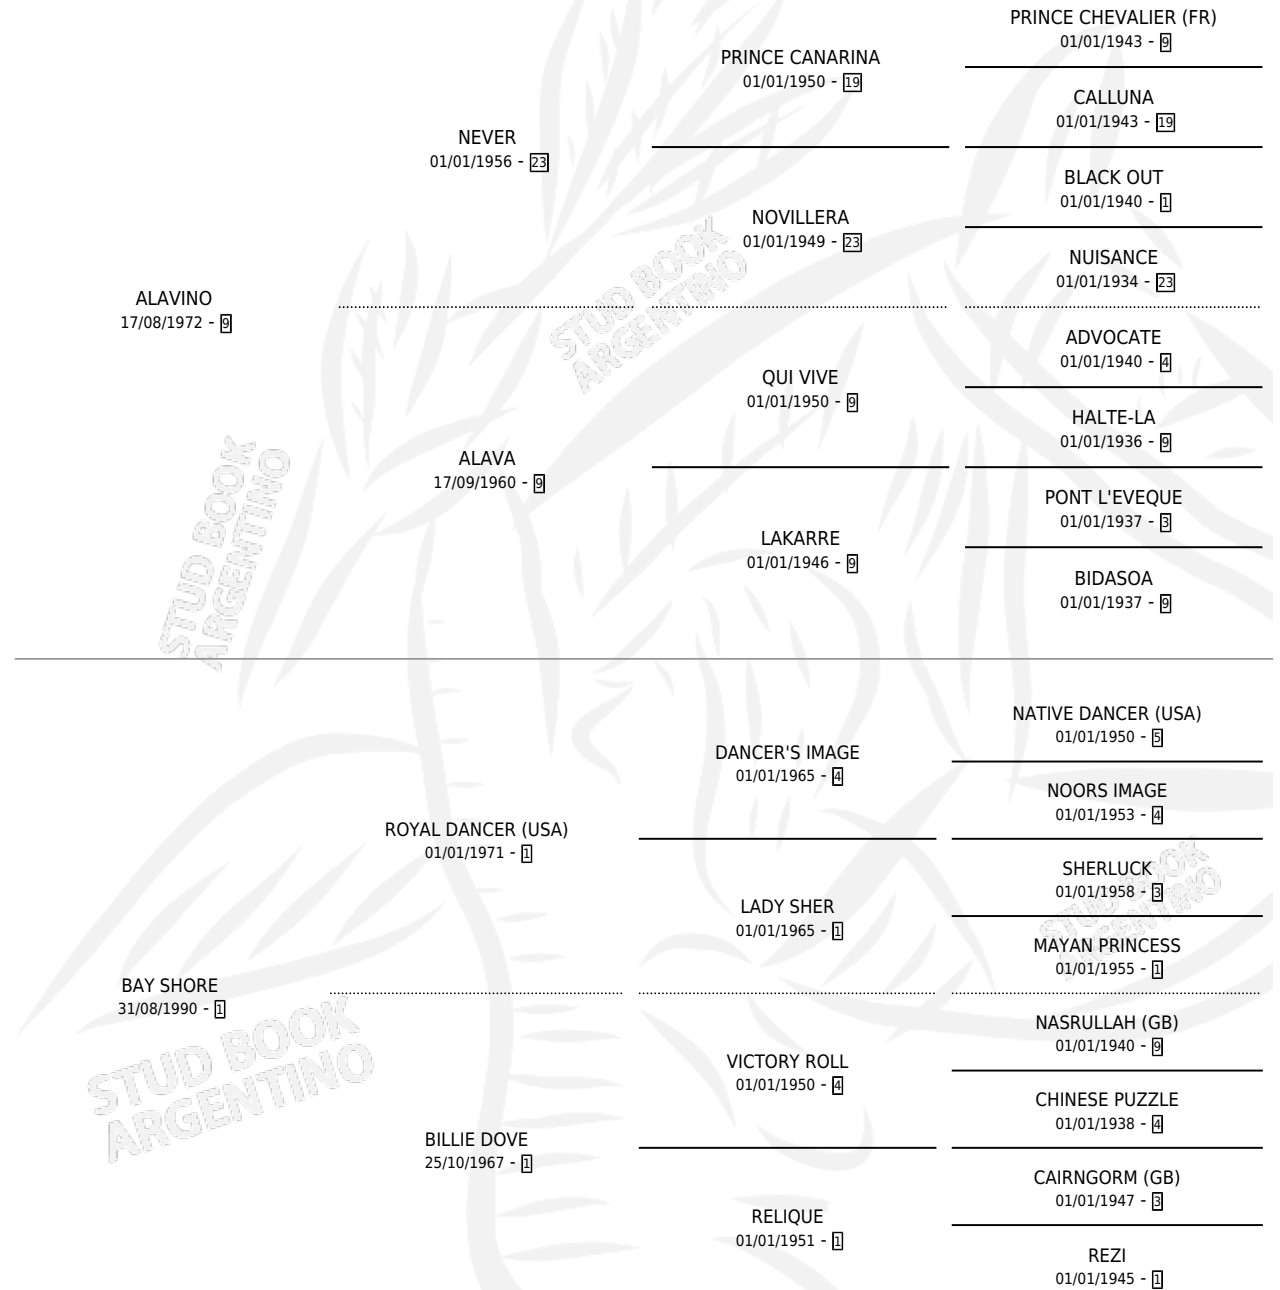 PRINCE CHEVALIER (FR)
01/01/1943 - 9
PRINCE CANARINA
01/01/1950 - 19
CALLUNA
01/01/1943 - 19
NEVER
01/01/1956 - 23
BLACK OUT
01/01/1940 - 1
NOVILLERA
01/01/1949 - 23
NUISANCE
01/01/1934 - 23
ALAVINO
17/08/1972 - 9
STUD BOOK
ARGENTINO
ADVOCATE
01/01/1940 - 4
QUI VIVE
01/01/1950 - 9
HALTE-LA
01/01/1936 - 9
ALAVA
17/09/1960 - 9
PONT L'EVEQUE
01/01/1937 - 3
LAKARRE
01/01/1946 - 9
BIDASOA
01/01/1937 - 9
STUD BOOK
ARGENTINO
NATIVE DANCER (USA)
01/01/1950 - 5
DANCER'S IMAGE
01/01/1965 - 4
NOORS IMAGE
01/01/1953 - 4
ROYAL DANCER (USA)
01/01/1971 - 1
SHERLUCK
01/01/1958 - 3
LADY SHER
01/01/1965 - 1
STUD BOOK
ARGENTINO
MAYAN PRINCESS
01/01/1955 - 1
BAY SHORE
31/08/1990 - 1
NASRULLAH (GB)
01/01/1940 - 9
VICTORY ROLL
01/01/1950 - 4
CHINESE PUZZLE
01/01/1938 - 4
STUD BOOK
ARGENTINO
BILLIE DOVE
25/10/1967 - 1
CAIRNGORM (GB)
01/01/1947 - 3
RELIQUE
01/01/1951 - 1
REZI
01/01/1945 - 1